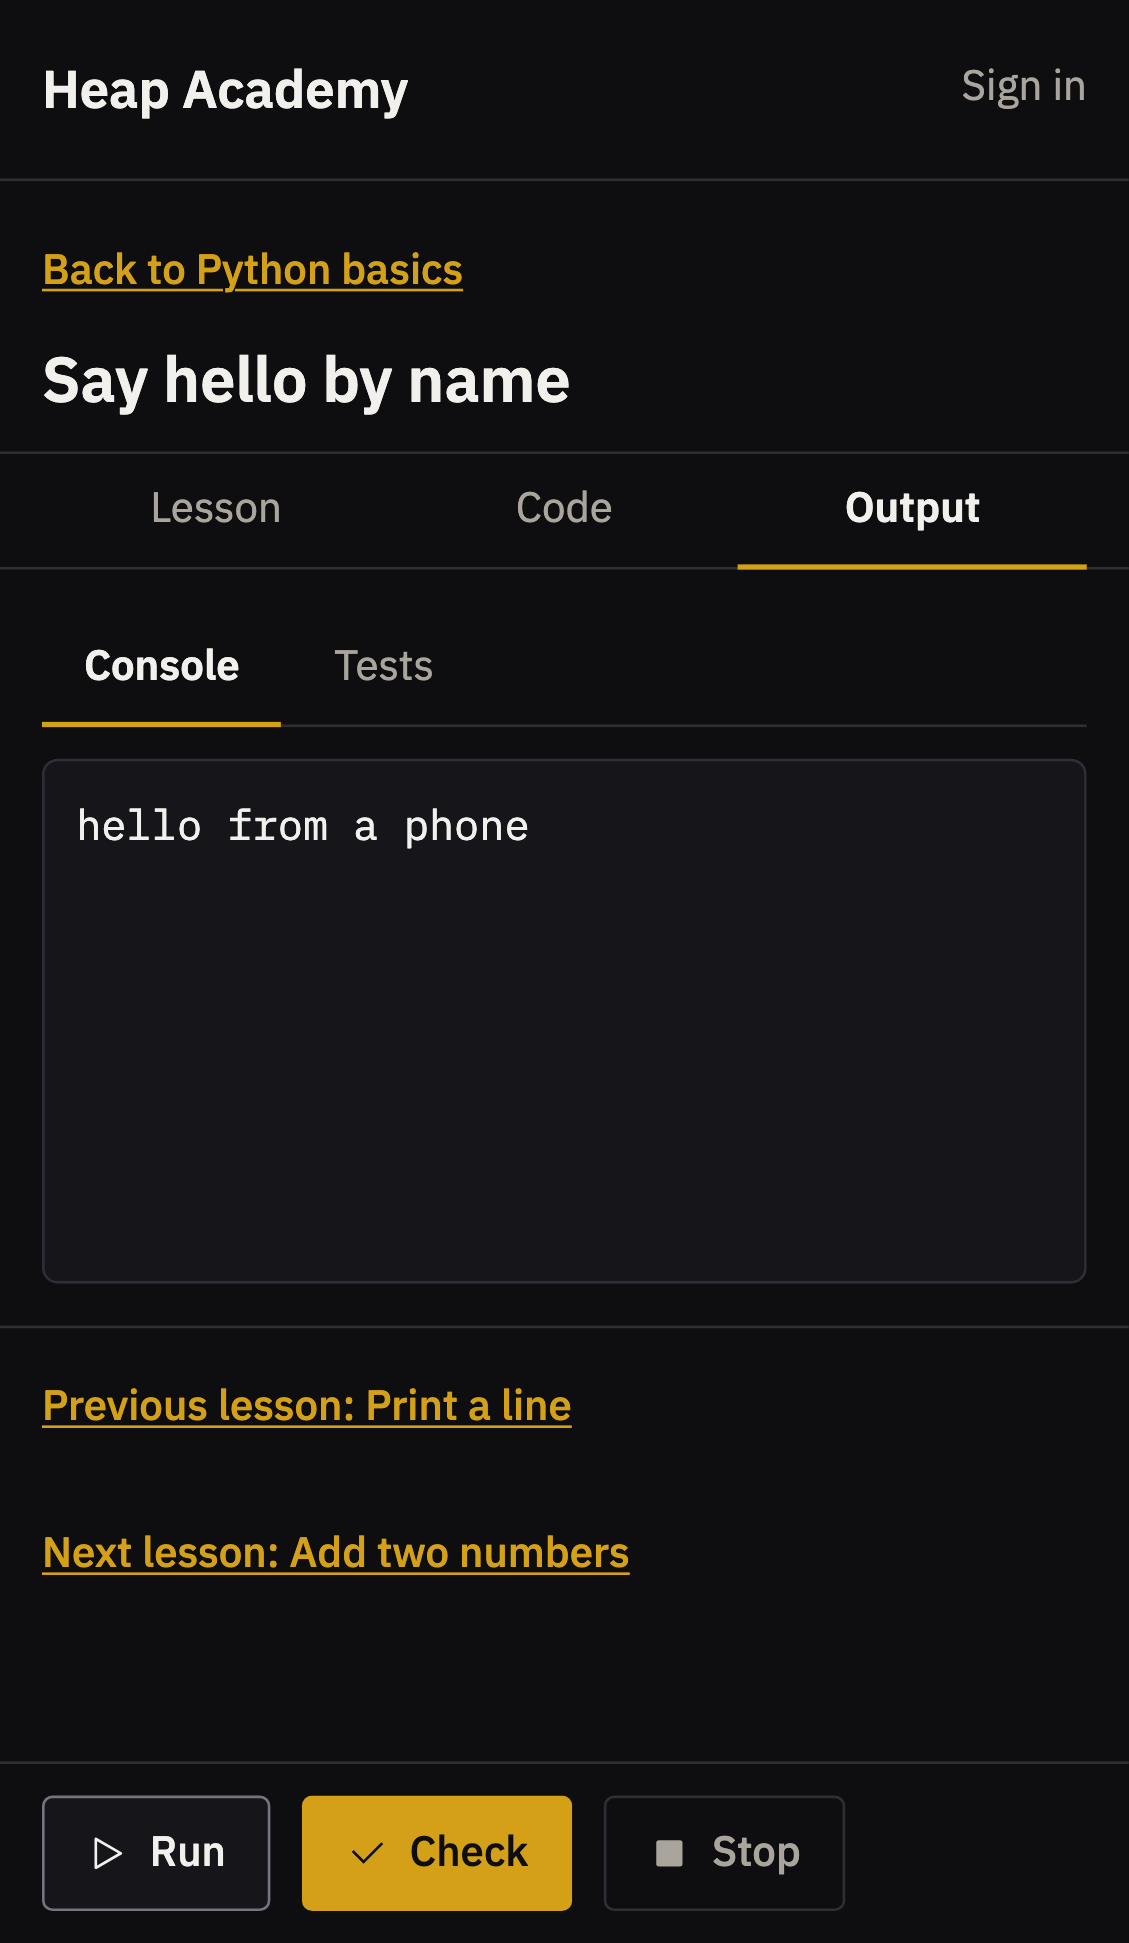 Heap Academy
Sign in
Back to Python basics
Say hello by name
Lesson
Code
Output
Console
Tests
hello from a phone
Previous lesson: Print a line
Next lesson: Add two numbers
Run
Check
Stop